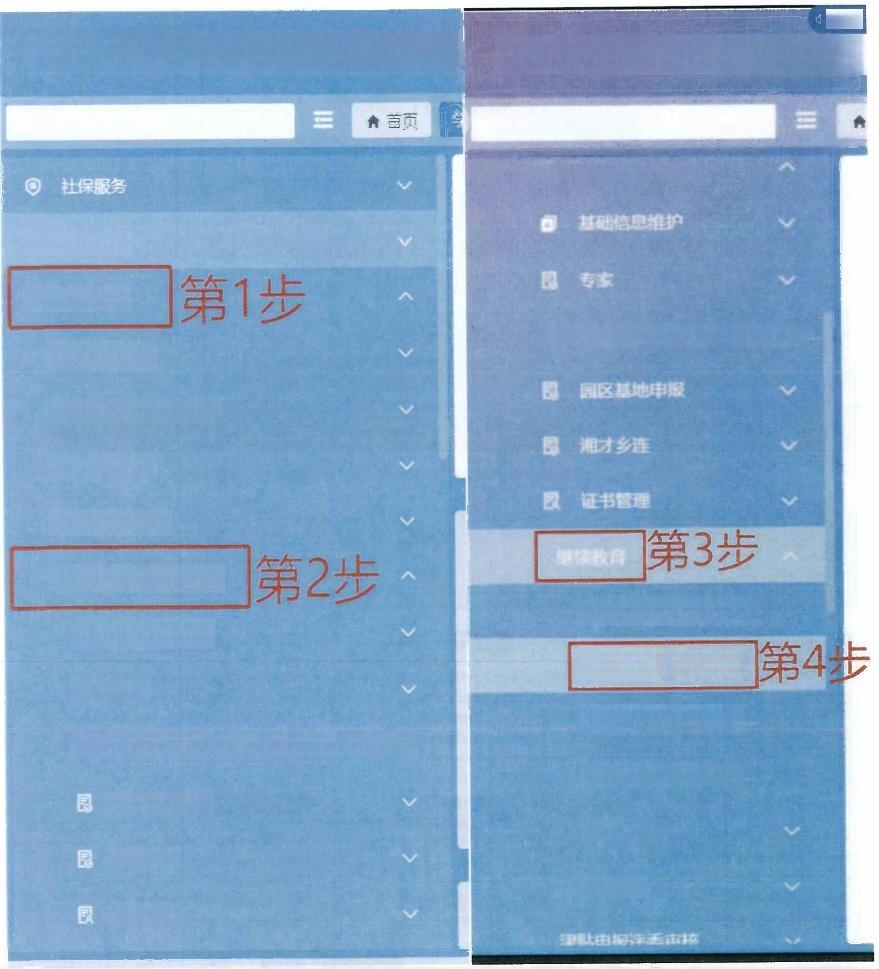 首页
社保服务
第1步
第2步
基础信息维护
专家
园区基地申报
湘才乡连
证书管理
继续教育 第3步
第4步